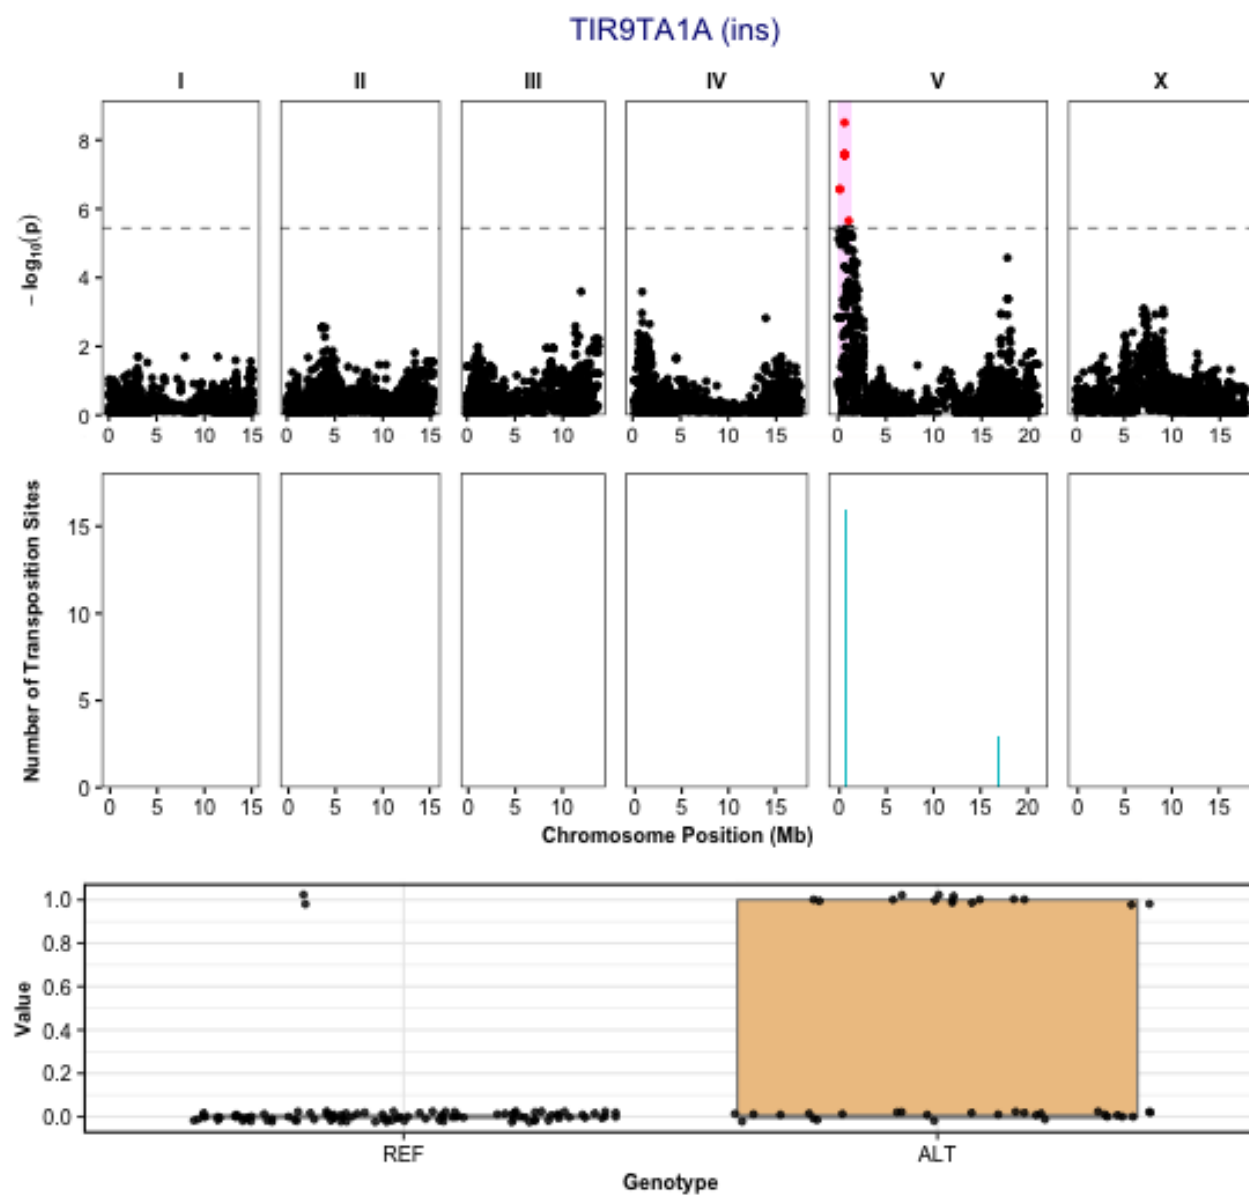 TIR9TA1A (ins)
I II III IV V X
−log₁₀(p)
8
6
4
2
0
0 5 10 15 0 5 10 15 0 5 10 0 5 10 15 0 5 10 15 20 0 5 10 15
Number of Transposition Sites
15
10
5
0
0 5 10 15 0 5 10 15 0 5 10 0 5 10 15 0 5 10 15 20 0 5 10 15
Chromosome Position (Mb)
Value
1.0
0.8
0.6
0.4
0.2
0.0
REF ALT
Genotype